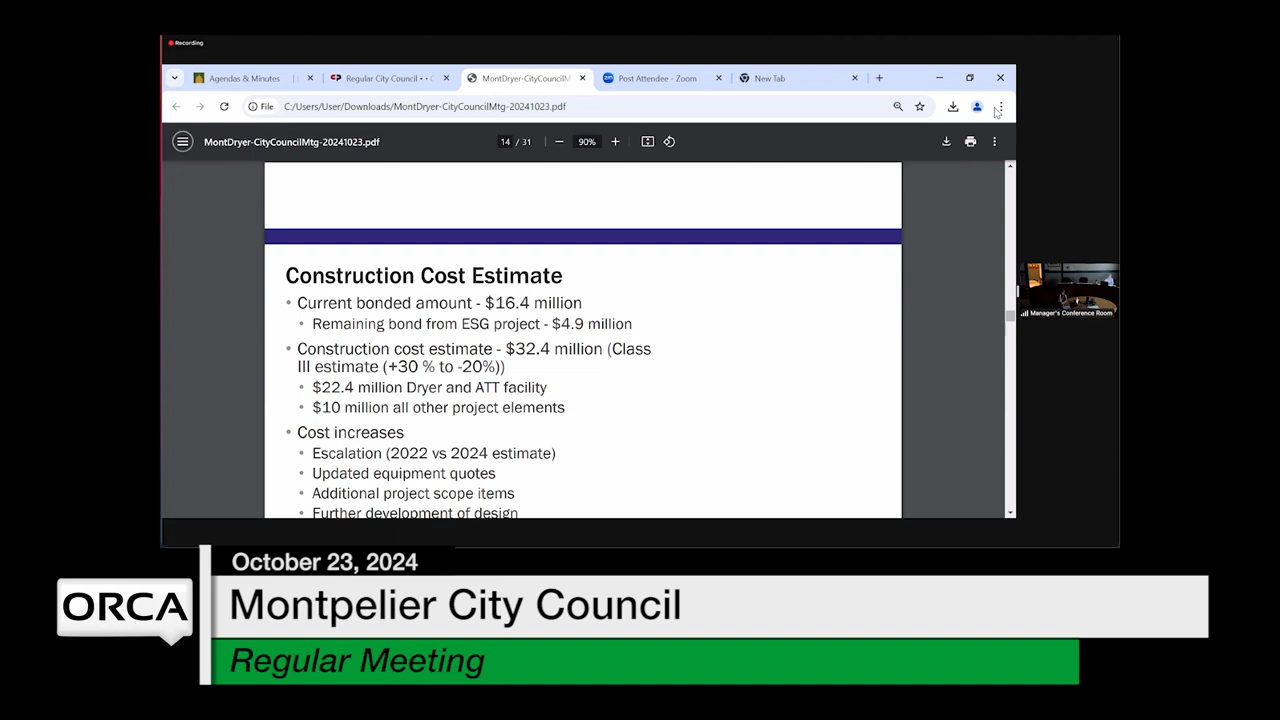 Recording
Agendas & Minutes
Regular City Council • •
MontDryer-CityCouncilM
Post Attendee - Zoom
New Tab
File
C:/Users/User/Downloads/MontDryer-CityCouncilMtg-20241023.pdf
MontDryer-CityCouncilMtg-20241023.pdf
14 / 31
90%
Construction Cost Estimate
• Current bonded amount - $16.4 million
• Remaining bond from ESG project - $4.9 million
• Construction cost estimate - $32.4 million (Class
III estimate (+30 % to -20%))
• $22.4 million Dryer and ATT facility
• $10 million all other project elements
• Cost increases
• Escalation (2022 vs 2024 estimate)
• Updated equipment quotes
• Additional project scope items
• Further development of design
Manager's Conference Room
October 23, 2024
ORCA
Montpelier City Council
Regular Meeting